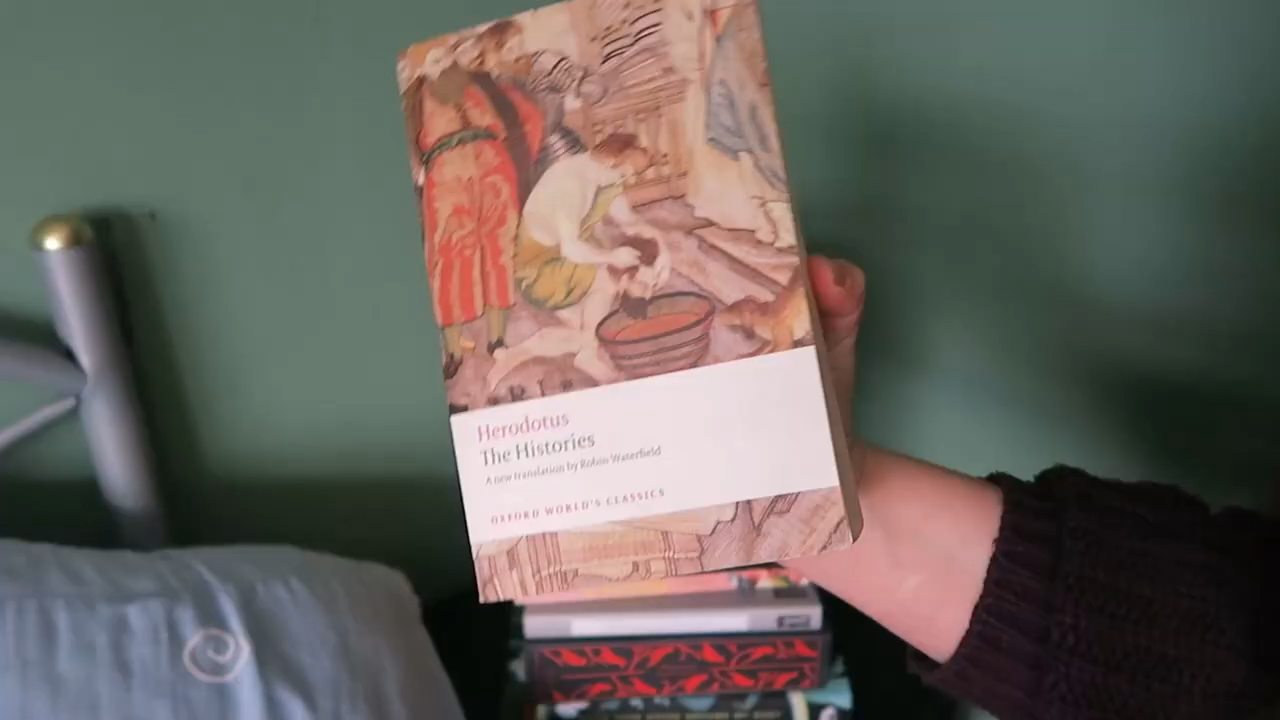 Herodotus
The Histories
A new translation by Robin Waterfield
OXFORD WORLD'S CLASSICS